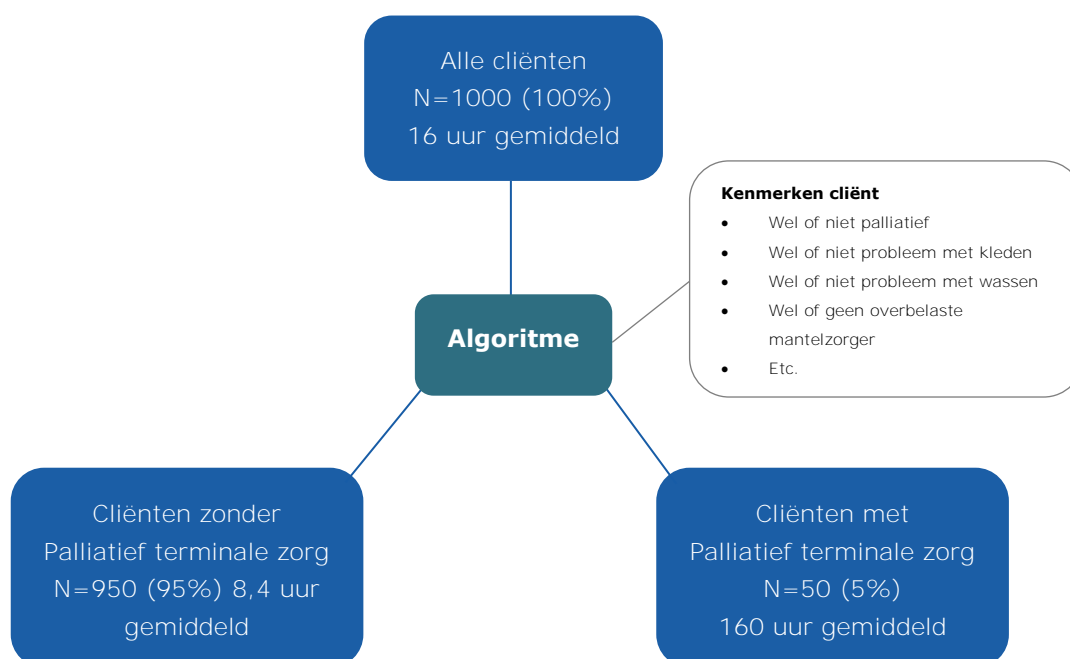 Alle cliënten
N=1000 (100%)
16 uur gemiddeld
Kenmerken cliënt
• Wel of niet palliatief
• Wel of niet probleem met kleden
• Wel of niet probleem met wassen
• Wel of geen overbelaste
mantelzorger
• Etc.
Algoritme
Cliënten zonder
Palliatief terminale zorg
N=950 (95%) 8,4 uur
gemiddeld
Cliënten met
Palliatief terminale zorg
N=50 (5%)
160 uur gemiddeld